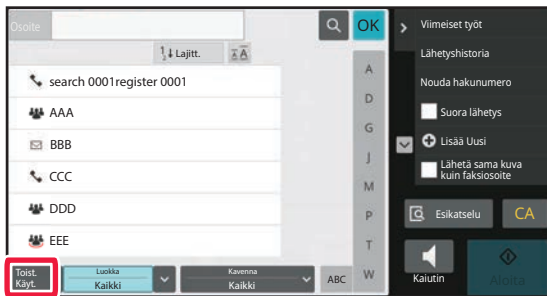 Osoite
OK
Lajitt.
search 0001register 0001
AAA
BBB
CCC
DDD
EEE
A
D
G
J
M
P
T
W
Toist.
Käyt.
Luokka
Kaikki
Kavenna
Kaikki
ABC
Viimeiset työt
Lähetyshistoria
Nouda hakunumero
Suora lähetys
Lisää Uusi
Lähetä sama kuva
kuin faksiosoite
Esikatselu
CA
Kaiutin
Aloita